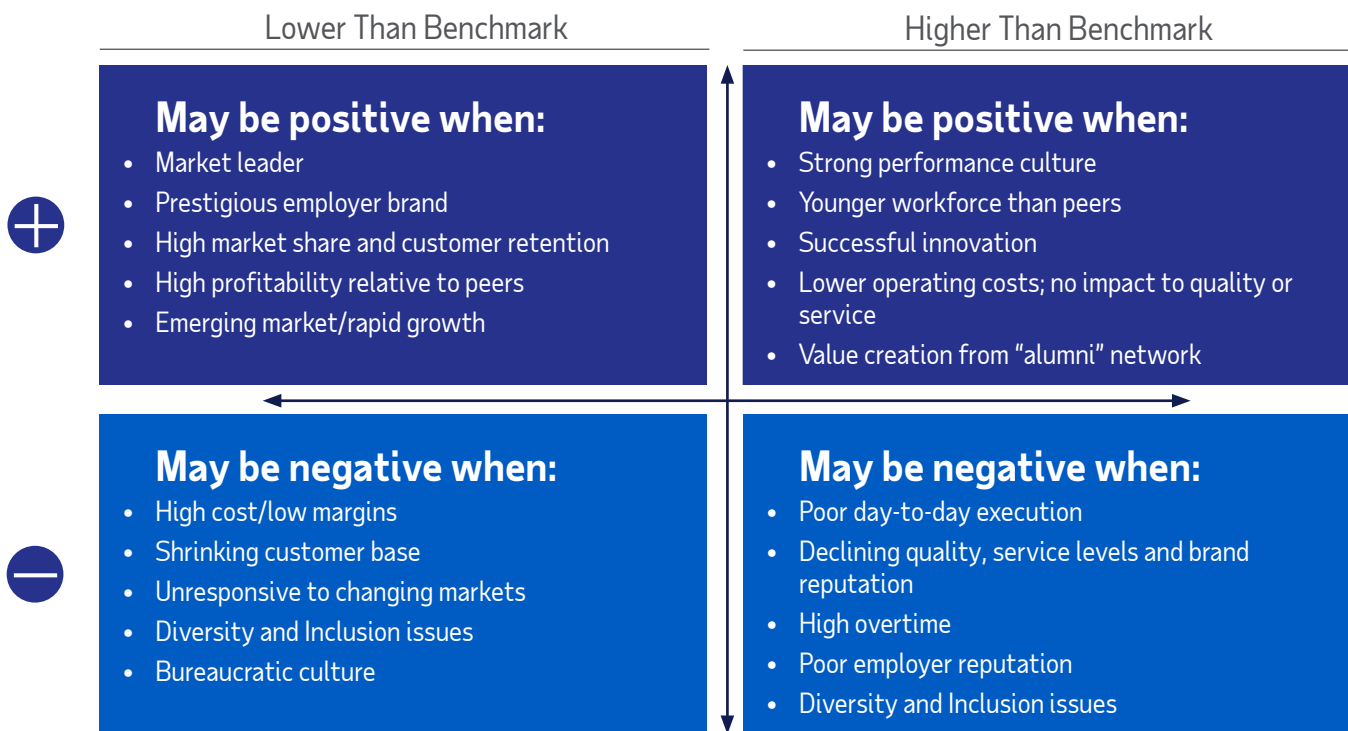 Lower Than Benchmark
Higher Than Benchmark
May be positive when:
• Market leader
• Prestigious employer brand
• High market share and customer retention
• High profitability relative to peers
• Emerging market/rapid growth
May be positive when:
• Strong performance culture
• Younger workforce than peers
• Successful innovation
• Lower operating costs; no impact to quality or
service
• Value creation from “alumni” network
May be negative when:
• High cost/low margins
• Shrinking customer base
• Unresponsive to changing markets
• Diversity and Inclusion issues
• Bureaucratic culture
May be negative when:
• Poor day-to-day execution
• Declining quality, service levels and brand
reputation
• High overtime
• Poor employer reputation
• Diversity and Inclusion issues